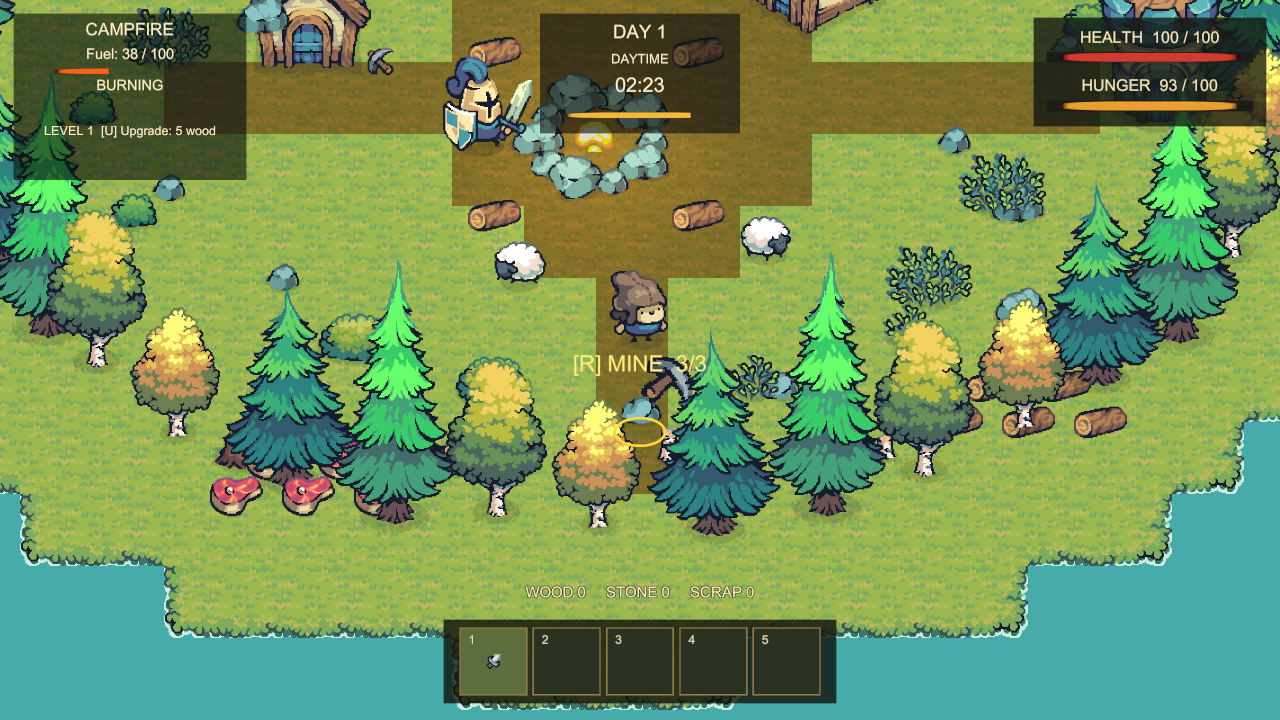 CAMPFIRE
Fuel: 38 / 100
BURNING
LEVEL 1 [U] Upgrade: 5 wood
DAY 1
DAYTIME
02:23
HEALTH 100 / 100
HUNGER 93 / 100
[R] MINE 3/3
WOOD 0 STONE 0 SCRAP 0
1 2 3 4 5